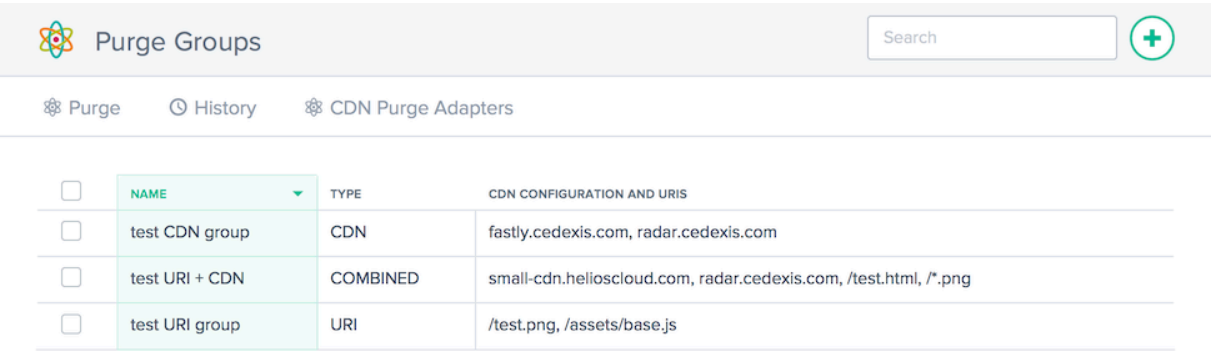 Purge Groups Search
Purge History CDN Purge Adapters
NAME TYPE CDN CONFIGURATION AND URIS
test CDN group CDN fastly.cedexis.com, radar.cedexis.com
test URI + CDN COMBINED small-cdn.helioscloud.com, radar.cedexis.com, /test.html, /*.png
test URI group URI /test.png, /assets/base.js